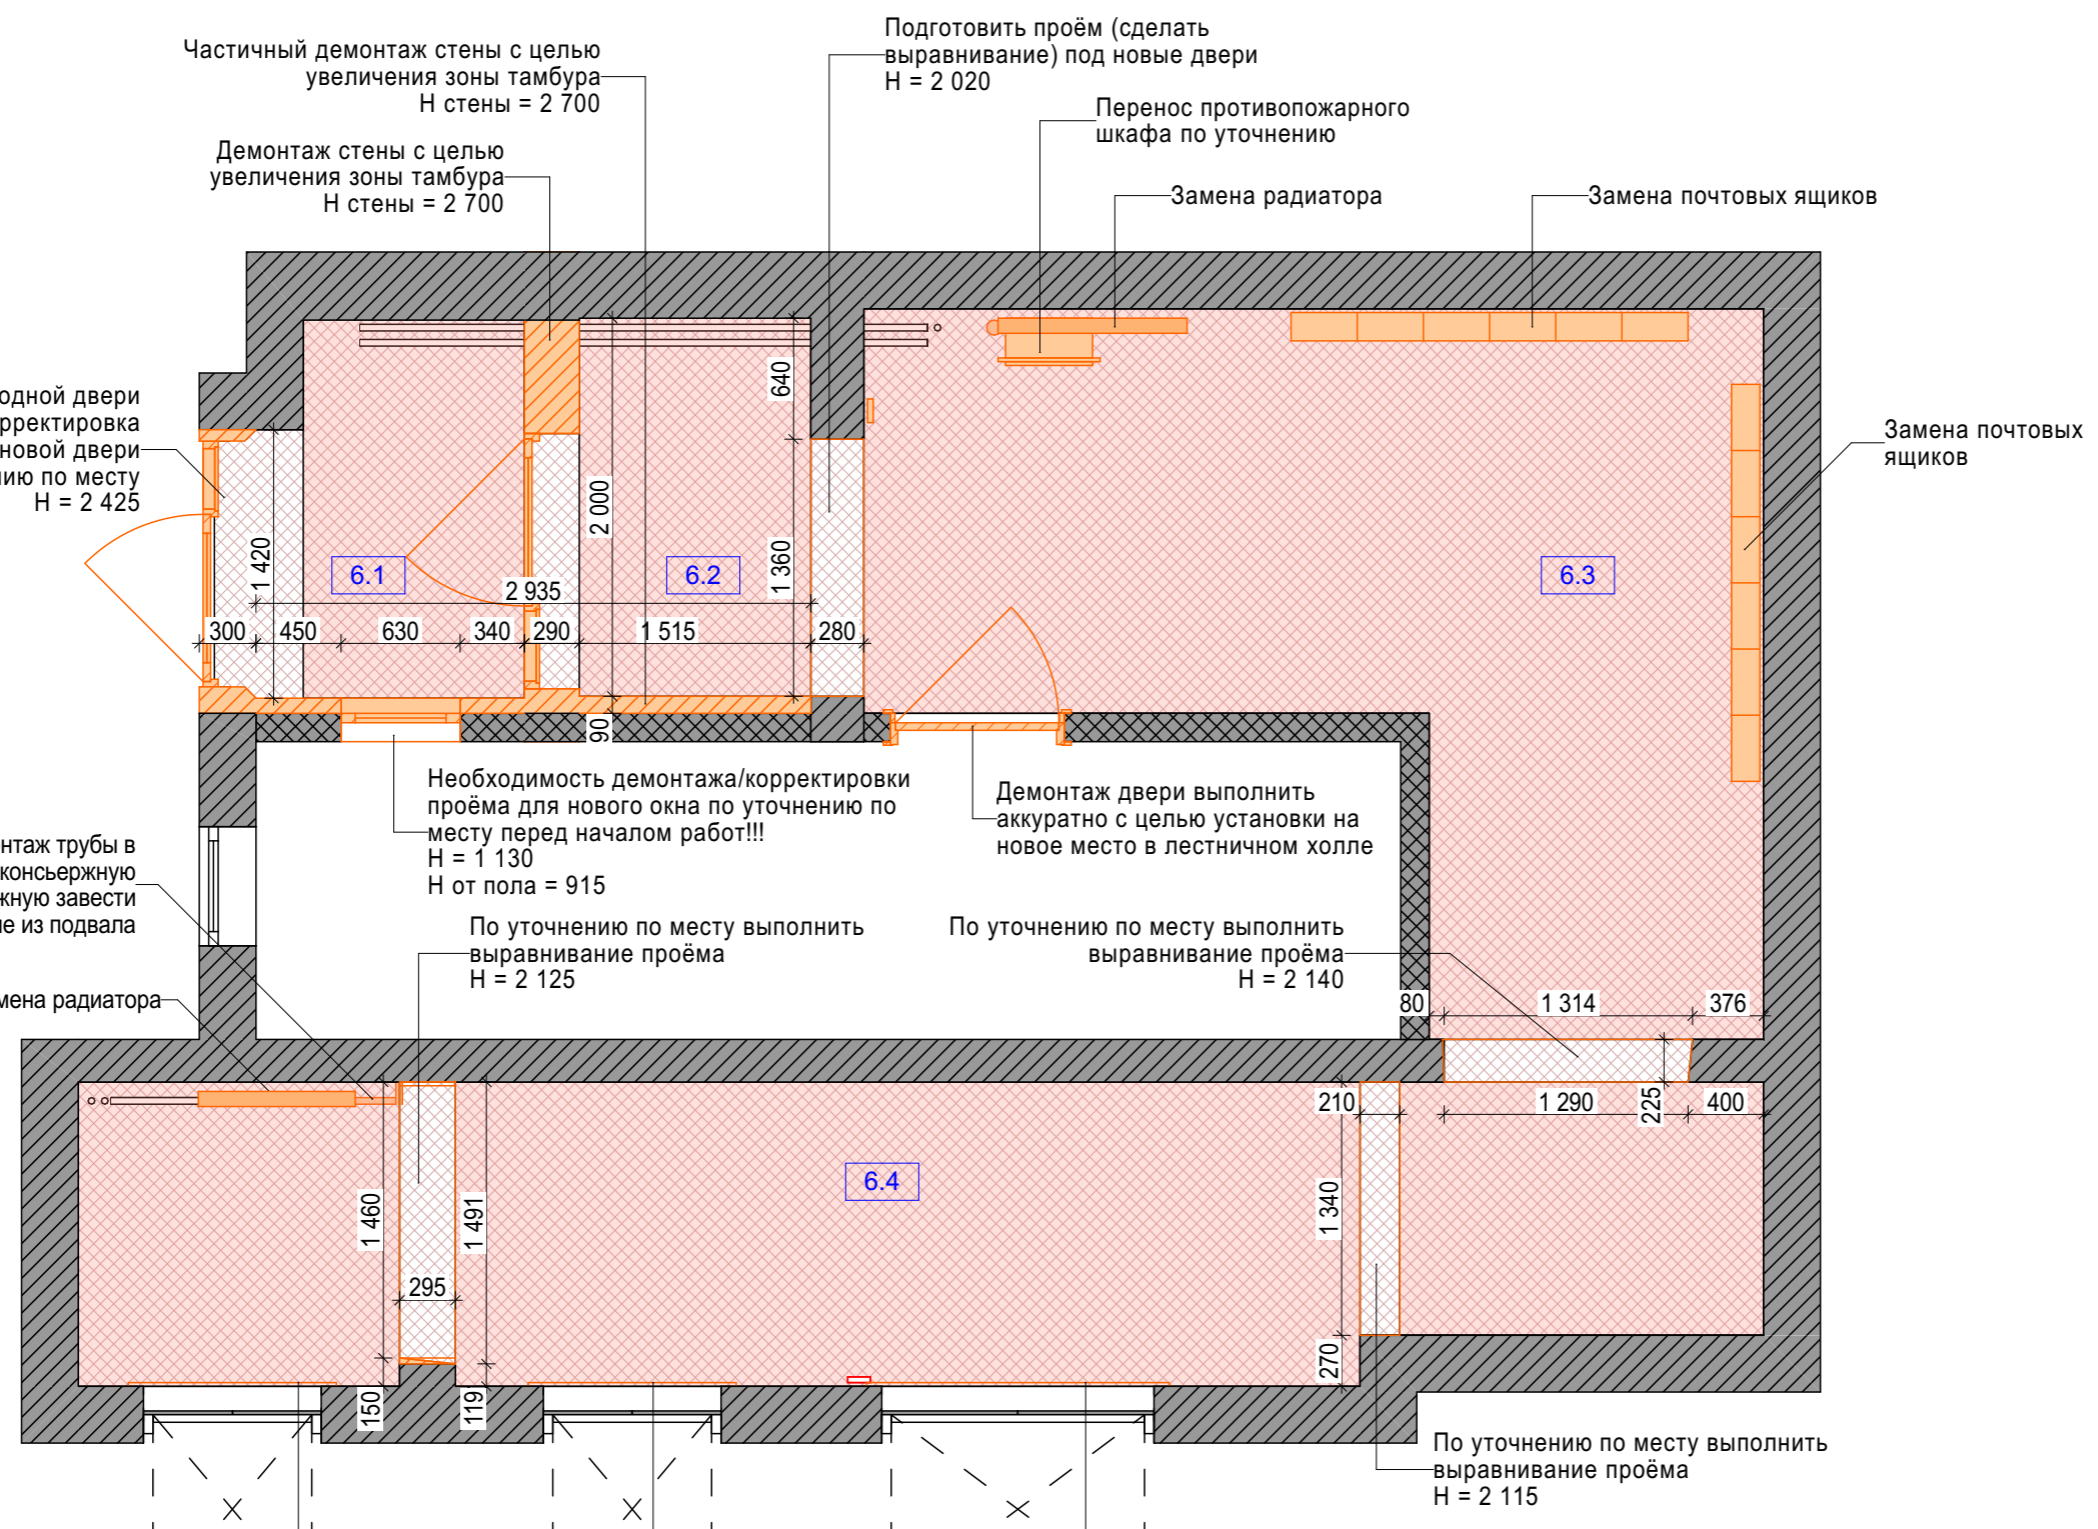 Подготовить проём (сделать
выравнивание) под новые двери
H = 2 020
Частичный демонтаж стены с целью
увеличения зоны тамбура
Н стены = 2 700
Перенос противопожарного
шкафа по уточнению
Демонтаж стены с целью
увеличения зоны тамбура
Н стены = 2 700
Замена радиатора
Замена почтовых ящиков
одной двери
рректировка
новой двери
нию по месту
H = 2 425
Замена почтовых
ящиков
640
2 000
1 420
1 360
6.1
6.2
6.3
2 935
300
450
630
340
290
1 515
280
90
Необходимость демонтажа/корректировки
проёма для нового окна по уточнению по
месту перед началом работ!!!
H = 1 130
Н от пола = 915
Демонтаж двери выполнить
аккуратно с целью установки на
новое место в лестничном холле
нтаж трубы в
консьержную
жную завести
ие из подвала
По уточнению по месту выполнить
выравнивание проёма
H = 2 125
По уточнению по месту выполнить
выравнивание проёма
H = 2 140
мена радиатора
80
1 314
376
210
1 290
225
400
6.4
1 460
1 491
1 340
295
270
150
119
По уточнению по месту выполнить
выравнивание проёма
H = 2 115